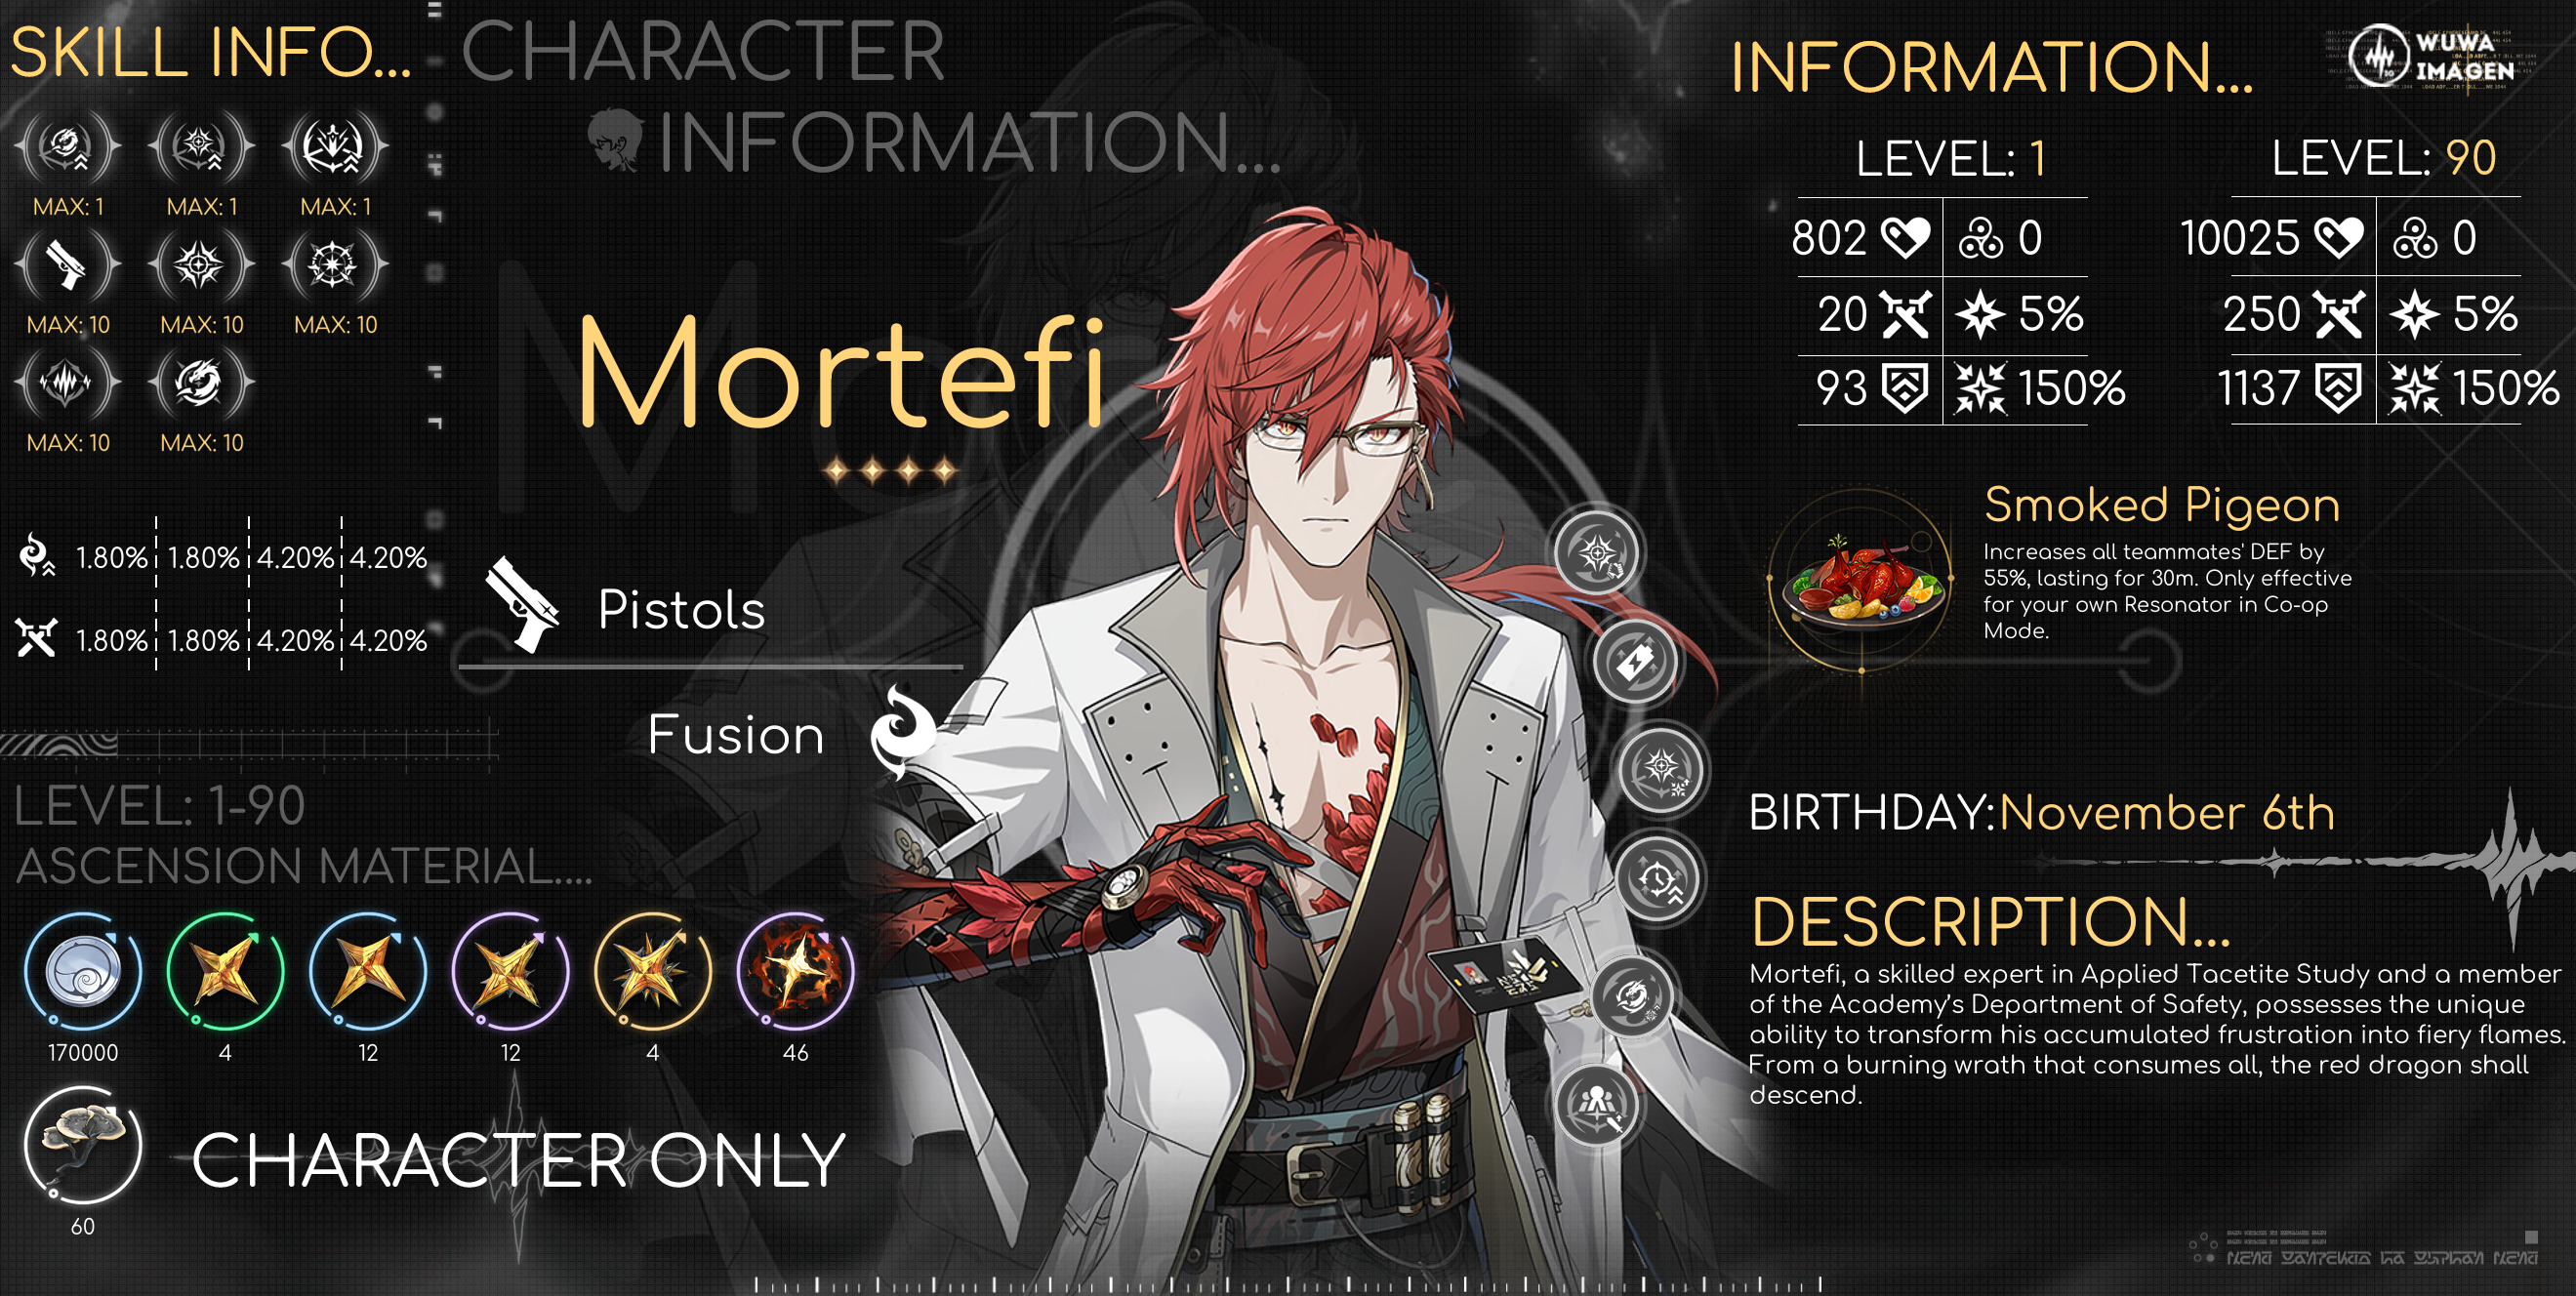 SKILL INFO...
MAX: 1
MAX: 1
MAX: 1
MAX: 10
MAX: 10
MAX: 10
MAX: 10
MAX: 10
1.80% 1.80% 4.20% 4.20%
1.80% 1.80% 4.20% 4.20%
LEVEL: 1-90
ASCENSION MATERIAL....
170000
4
12
12
4
46
60
CHARACTER ONLY
CHARACTER
INFORMATION...
Mo
Mortefi
Pistols
Fusion
INFORMATION...
WUWA
IMAGEN
LEVEL: 1
802 0
20 5%
93 150%
LEVEL: 90
10025 0
250 5%
1137 150%
Smoked Pigeon
Increases all teammates' DEF by
55%, lasting for 30m. Only effective
for your own Resonator in Co-op
Mode.
BIRTHDAY:November 6th
DESCRIPTION...
Mortefi, a skilled expert in Applied Tacetite Study and a member
of the Academy's Department of Safety, possesses the unique
ability to transform his accumulated frustration into fiery flames.
From a burning wrath that consumes all, the red dragon shall
descend.